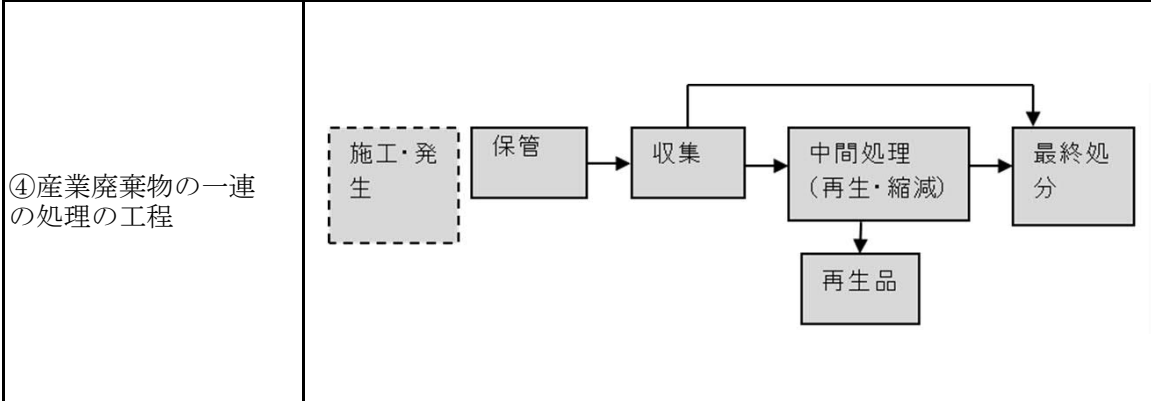 ④産業廃棄物の一連
の処理の工程
施工・発
生
保管
収集
中間処理
(再生・縮減)
最終処
分
再生品